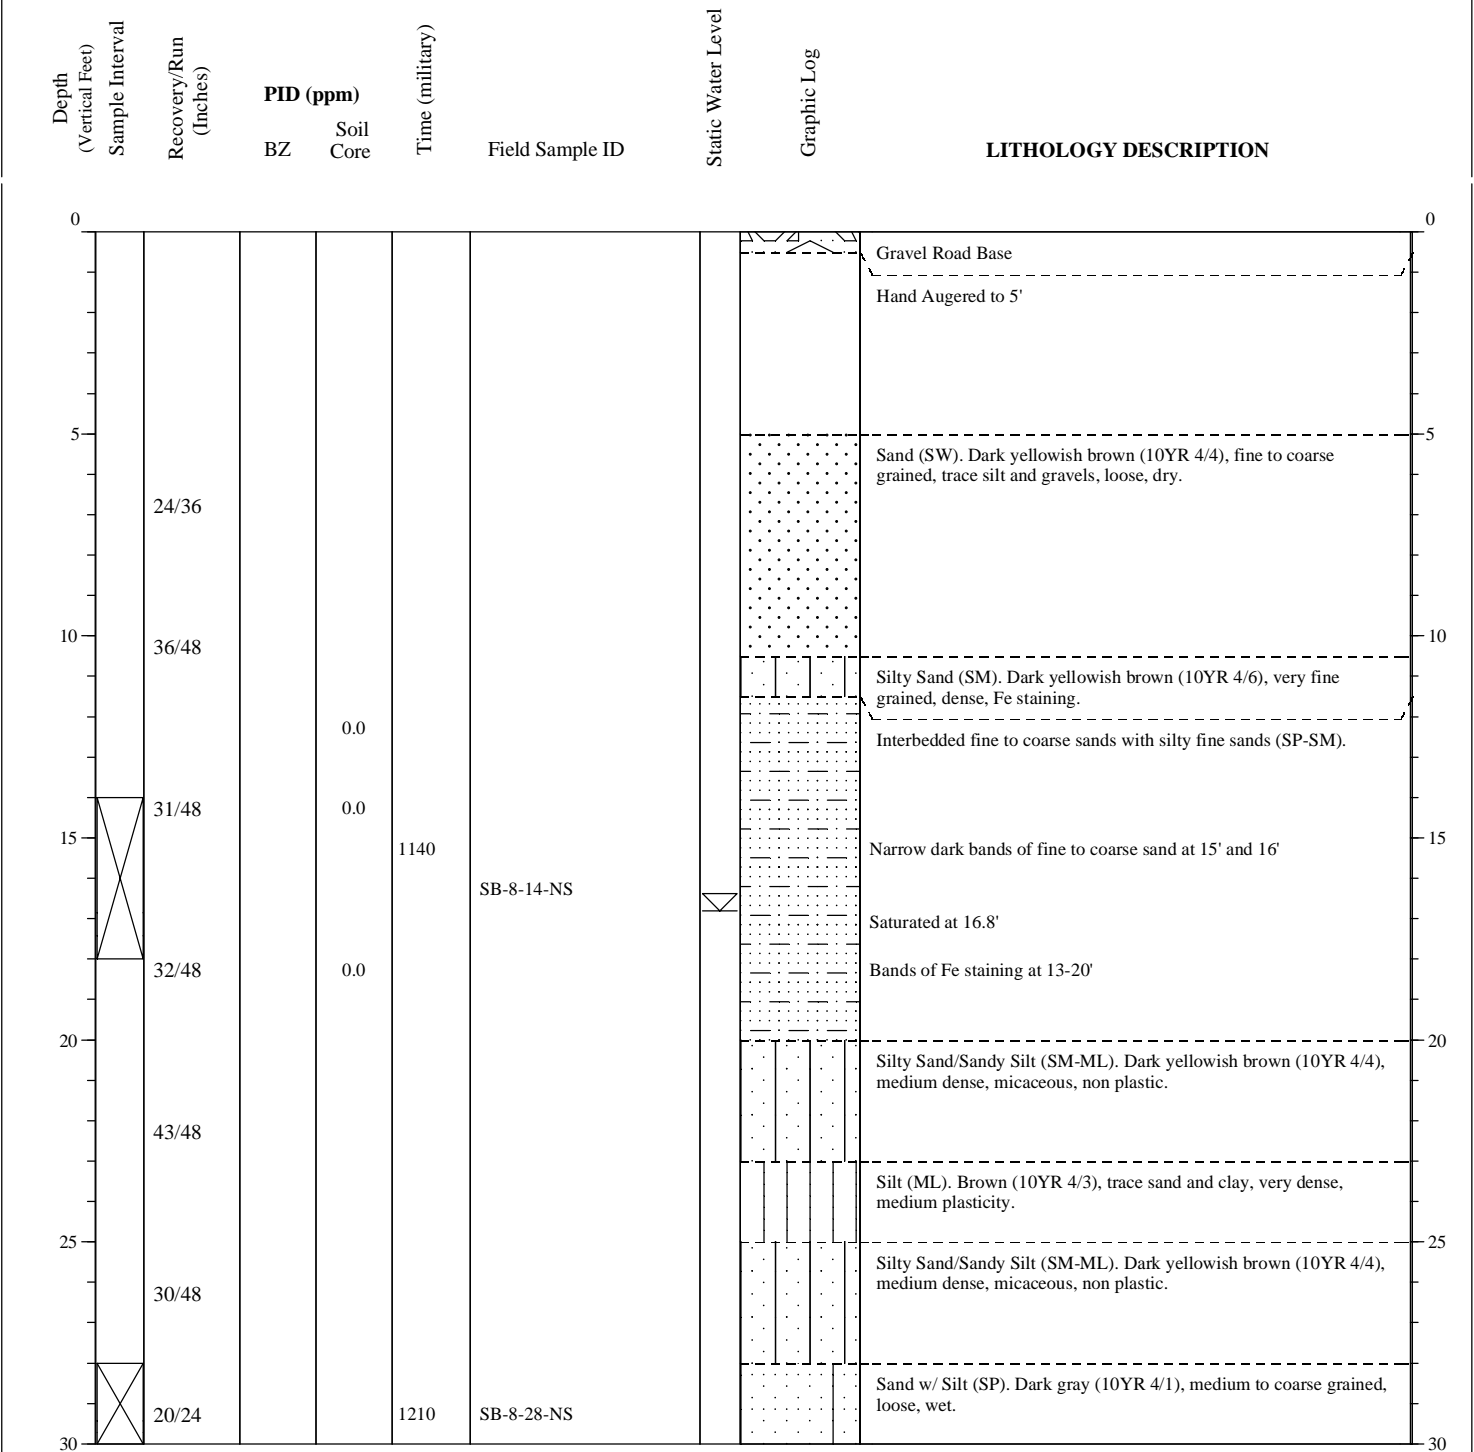 Depth
(Vertical Feet)
Sample Interval
Recovery/Run
(Inches)
PID (ppm)
BZ
Soil
Core
Time (military)
Field Sample ID
Static Water Level
Graphic Log
LITHOLOGY DESCRIPTION
0
0
Gravel Road Base
Hand Augered to 5'
5
5
Sand (SW). Dark yellowish brown (10YR 4/4), fine to coarse
grained, trace silt and gravels, loose, dry.
24/36
10
10
36/48
Silty Sand (SM). Dark yellowish brown (10YR 4/6), very fine
grained, dense, Fe staining.
0.0
Interbedded fine to coarse sands with silty fine sands (SP-SM).
31/48
0.0
15
15
1140
Narrow dark bands of fine to coarse sand at 15' and 16'
SB-8-14-NS
Saturated at 16.8'
32/48
0.0
Bands of Fe staining at 13-20'
20
20
Silty Sand/Sandy Silt (SM-ML). Dark yellowish brown (10YR 4/4),
medium dense, micaceous, non plastic.
43/48
Silt (ML). Brown (10YR 4/3), trace sand and clay, very dense,
medium plasticity.
25
25
Silty Sand/Sandy Silt (SM-ML). Dark yellowish brown (10YR 4/4),
medium dense, micaceous, non plastic.
30/48
Sand w/ Silt (SP). Dark gray (10YR 4/1), medium to coarse grained,
loose, wet.
20/24
1210
SB-8-28-NS
30
30